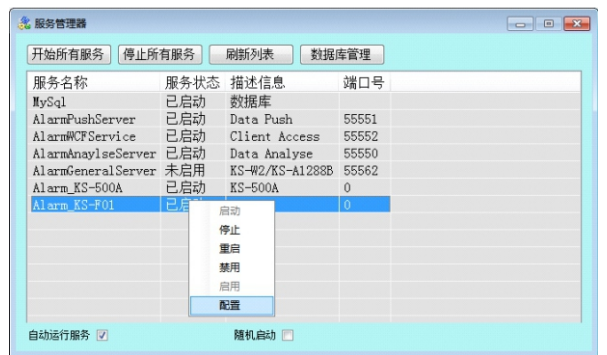 服务管理器
开始所有服务 停止所有服务 刷新列表 数据库管理
服务名称 服务状态 描述信息 端口号
MySql 已启动 数据库
AlarmPushServer 已启动 Data Push 55551
AlarmWCFService 已启动 Client Access 55552
AlarmAnaylseServer 已启动 Data Analyse 55550
AlarmGeneralServer 未启用 KS-W2/KS-A1288B 55562
Alarm_KS-500A 已启动 KS-500A 0
Alarm_KS-F01 已启 0
启动
停止
重启
禁用
启用
配置
自动运行服务 随机启动